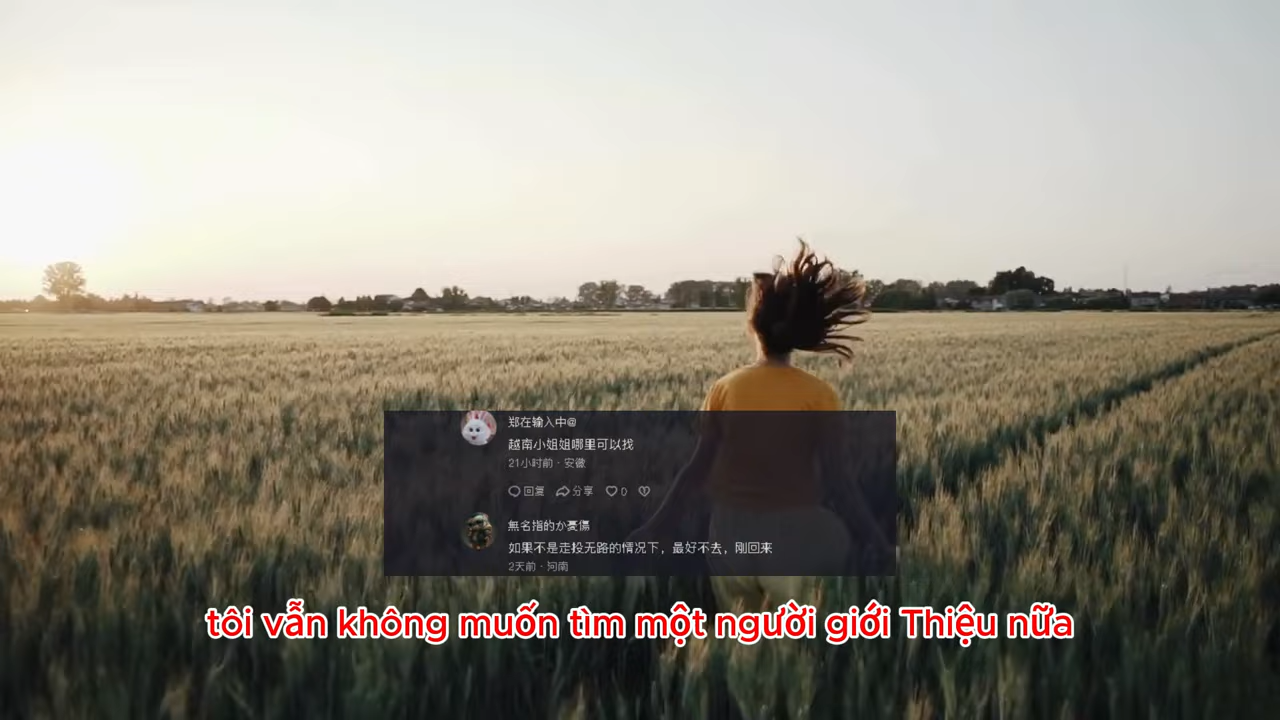 郑在输入中@
越南小姐姐哪里可以找
21小时前 · 安徽
回复 分享 0
無名指的か憂傷
如果不是走投无路的情况下，最好不去，刚回来
2天前 · 河南
tôi vẫn không muốn tìm một người giới Thiệu nữa